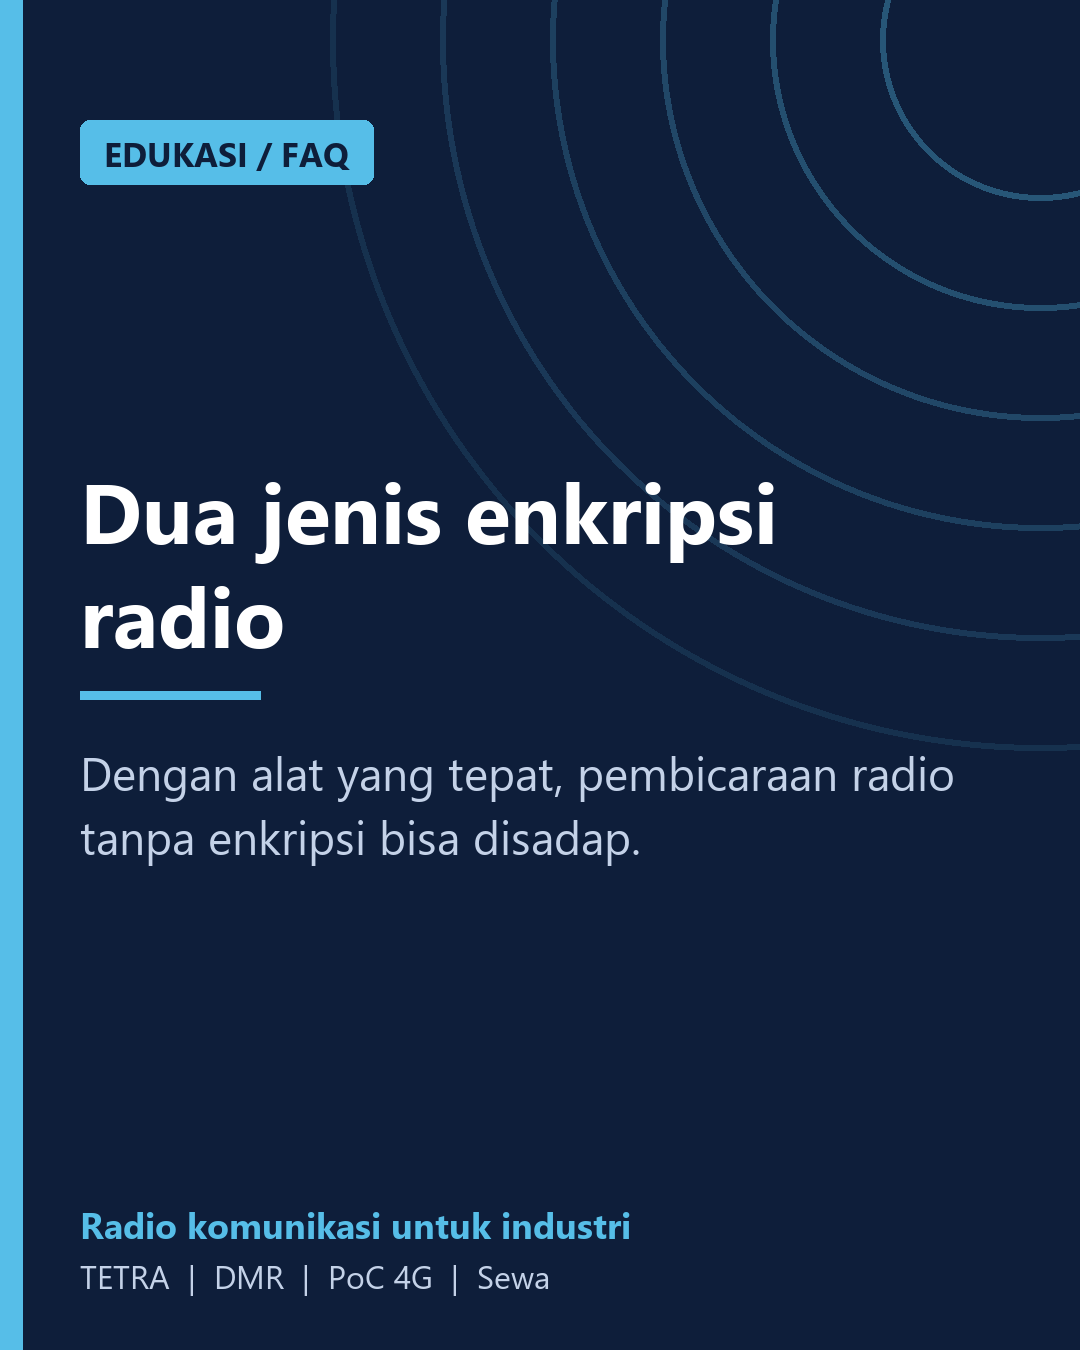 EDUKASI / FAQ
Dua jenis enkripsi
radio
Dengan alat yang tepat, pembicaraan radio
tanpa enkripsi bisa disadap.
Radio komunikasi untuk industri
TETRA | DMR | PoC 4G | Sewa